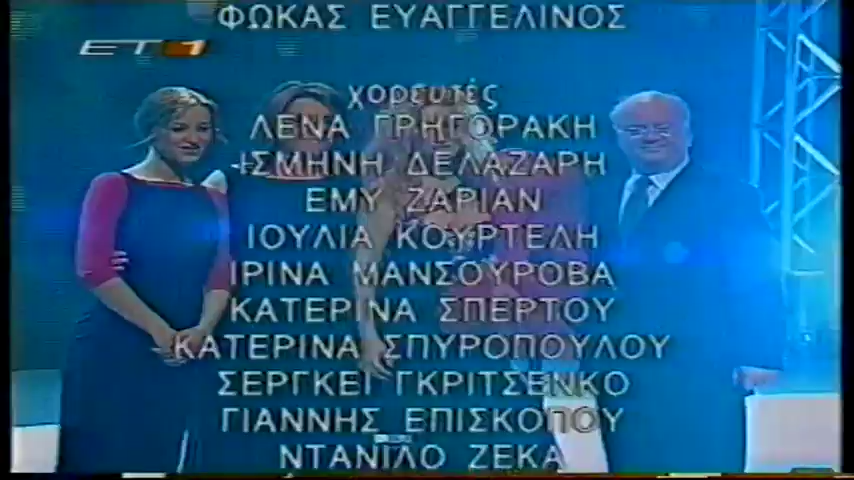 ΦΩΚΑΣ ΕΥΑΓΓΕΛΙΝΟΣ
ΕΤ1
χορευτές
ΛΕΝΑ ΓΡΗΓΟΡΑΚΗ
ΙΣΜΗΝΗ ΔΕΛΑΖΑΡΗ
ΕΜΥ ΖΑΡΙΑΝ
ΙΟΥΛΙΑ ΚΟΥΡΤΕΛΗ
ΙΡΙΝΑ ΜΑΝΣΟΥΡΟΒΑ
ΚΑΤΕΡΙΝΑ ΣΠΕΡΤΟΥ
ΚΑΤΕΡΙΝΑ ΣΠΥΡΟΠΟΥΛΟΥ
ΣΕΡΓΚΕΙ ΓΚΡΙΤΣΕΝΚΟ
ΓΙΑΝΝΗΣ ΕΠΙΣΚΟΠΟΥ
ΝΤΑΝΙΛΟ ΖΕΚΑ